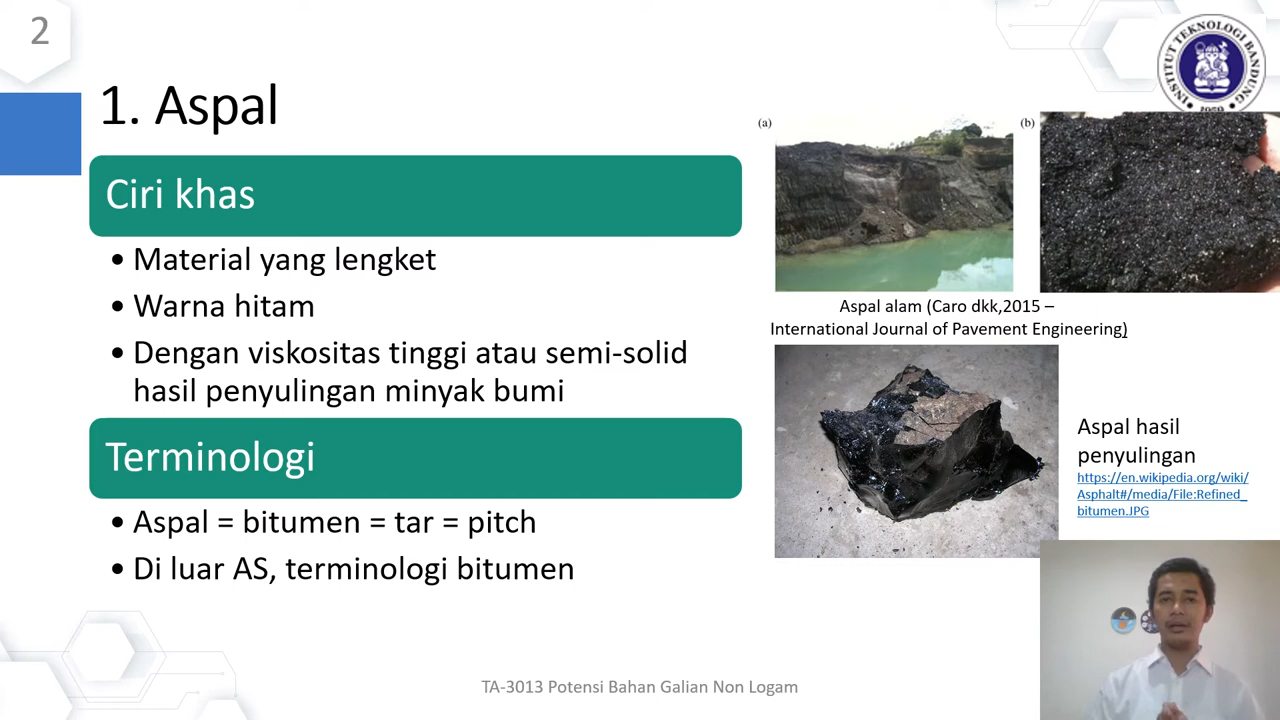 2
INSTITUT TEKNOLOGI BANDUNG
1959
1. Aspal
Ciri khas
• Material yang lengket
• Warna hitam
• Dengan viskositas tinggi atau semi-solid
hasil penyulingan minyak bumi
Terminologi
• Aspal = bitumen = tar = pitch
• Di luar AS, terminologi bitumen
(a)
(b)
Aspal alam (Caro dkk,2015 –
International Journal of Pavement Engineering)
Aspal hasil
penyulingan
https://en.wikipedia.org/wiki/
Asphalt#/media/File:Refined_
bitumen.JPG
TA-3013 Potensi Bahan Galian Non Logam